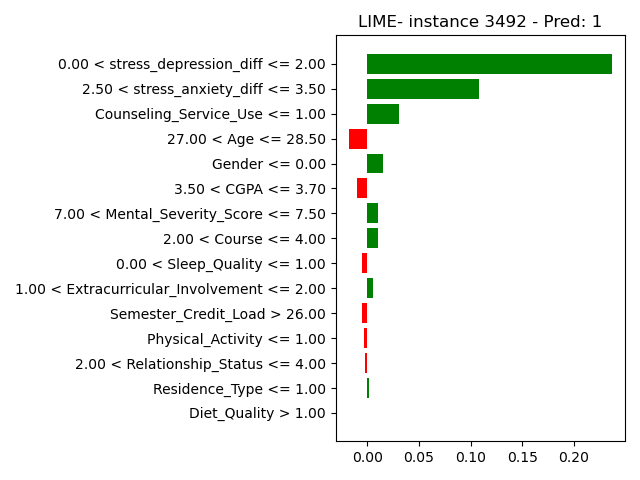 LIME- instance 3492 - Pred: 1
0.00 < stress_depression_diff <= 2.00
2.50 < stress_anxiety_diff <= 3.50
Counseling_Service_Use <= 1.00
27.00 < Age <= 28.50
Gender <= 0.00
3.50 < CGPA <= 3.70
7.00 < Mental_Severity_Score <= 7.50
2.00 < Course <= 4.00
0.00 < Sleep_Quality <= 1.00
1.00 < Extracurricular_Involvement <= 2.00
Semester_Credit_Load > 26.00
Physical_Activity <= 1.00
2.00 < Relationship_Status <= 4.00
Residence_Type <= 1.00
Diet_Quality > 1.00
0.00 0.05 0.10 0.15 0.20